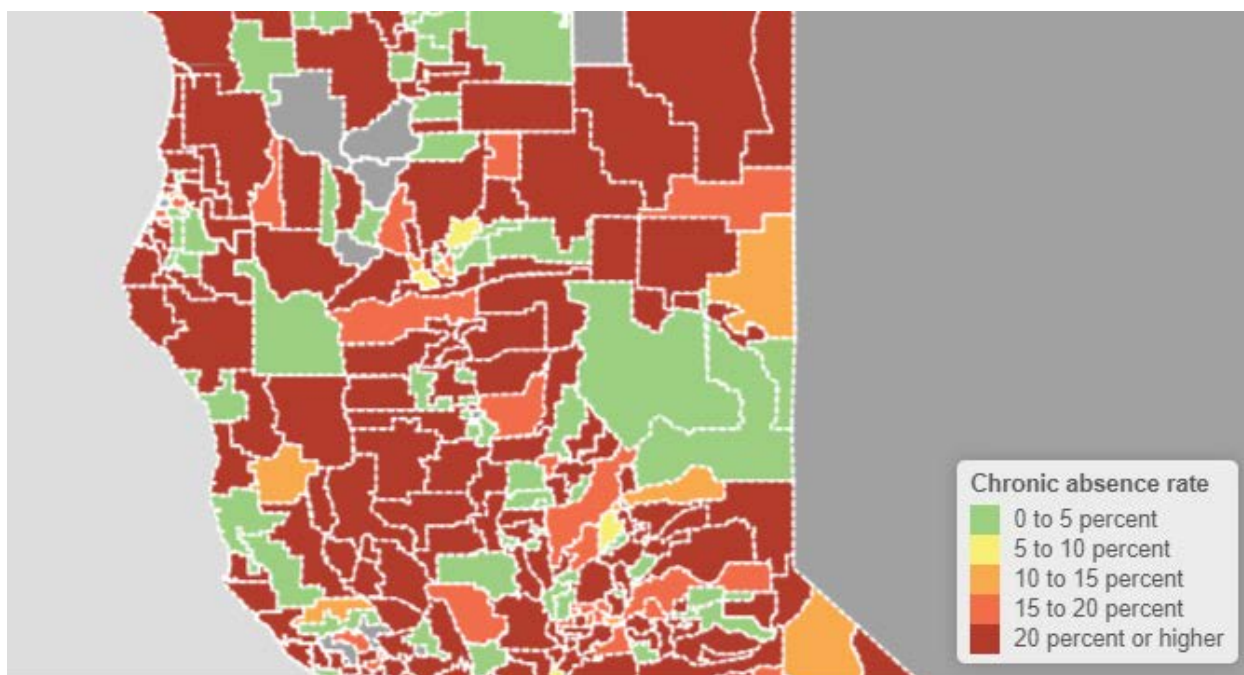 Chronic absence rate
0 to 5 percent
5 to 10 percent
10 to 15 percent
15 to 20 percent
20 percent or higher